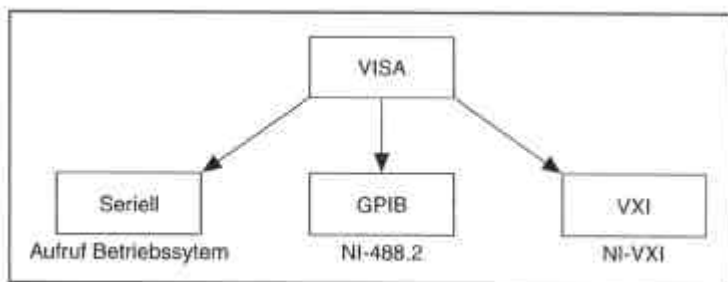 VISA
Seriell
GPIB
VXI
Aufruf Betriebssytem
NI-488.2
NI-VXI